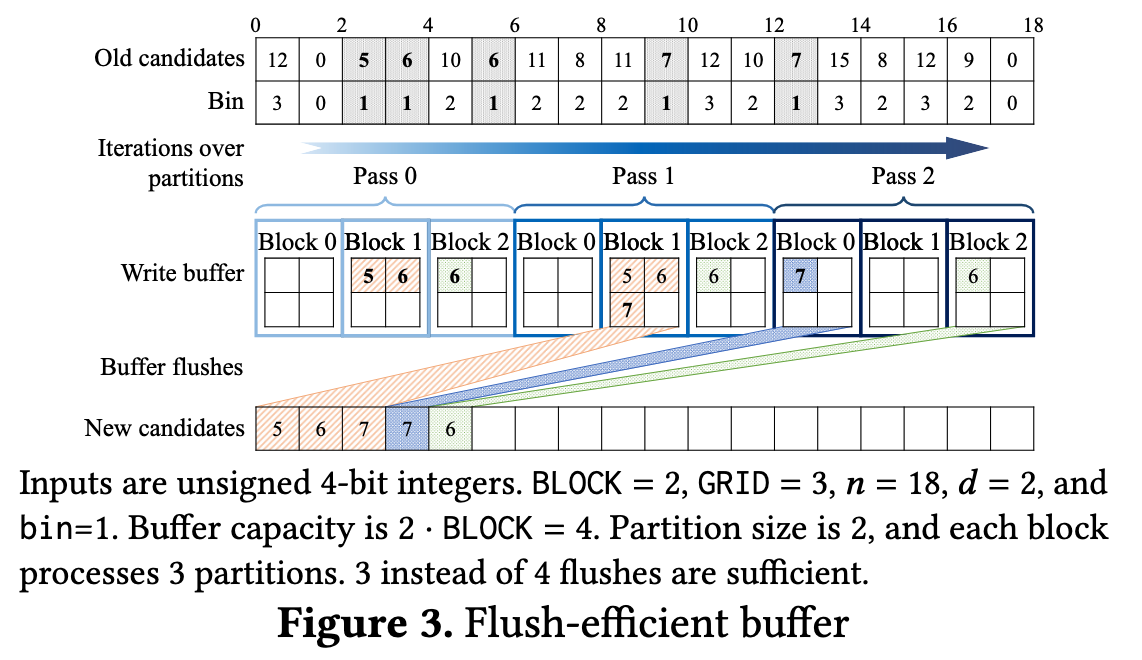 0 2 4 6 8 10 12 14 16 18
Old candidates 12 0 5 6 10 6 11 8 11 7 12 10 7 15 8 12 9 0
Bin 3 0 1 1 2 1 2 2 2 1 3 2 1 3 2 3 2 0
Iterations over
partitions
Pass 0 Pass 1 Pass 2
Block 0 Block 1 Block 2 Block 0 Block 1 Block 2 Block 0 Block 1 Block 2
Write buffer 5 6 6 5 6 6 7 6
7
Buffer flushes
New candidates 5 6 7 7 6
Inputs are unsigned 4-bit integers. BLOCK = 2, GRID = 3, n = 18, d = 2, and
bin=1. Buffer capacity is 2 · BLOCK = 4. Partition size is 2, and each block
processes 3 partitions. 3 instead of 4 flushes are sufficient.
Figure 3. Flush-efficient buffer